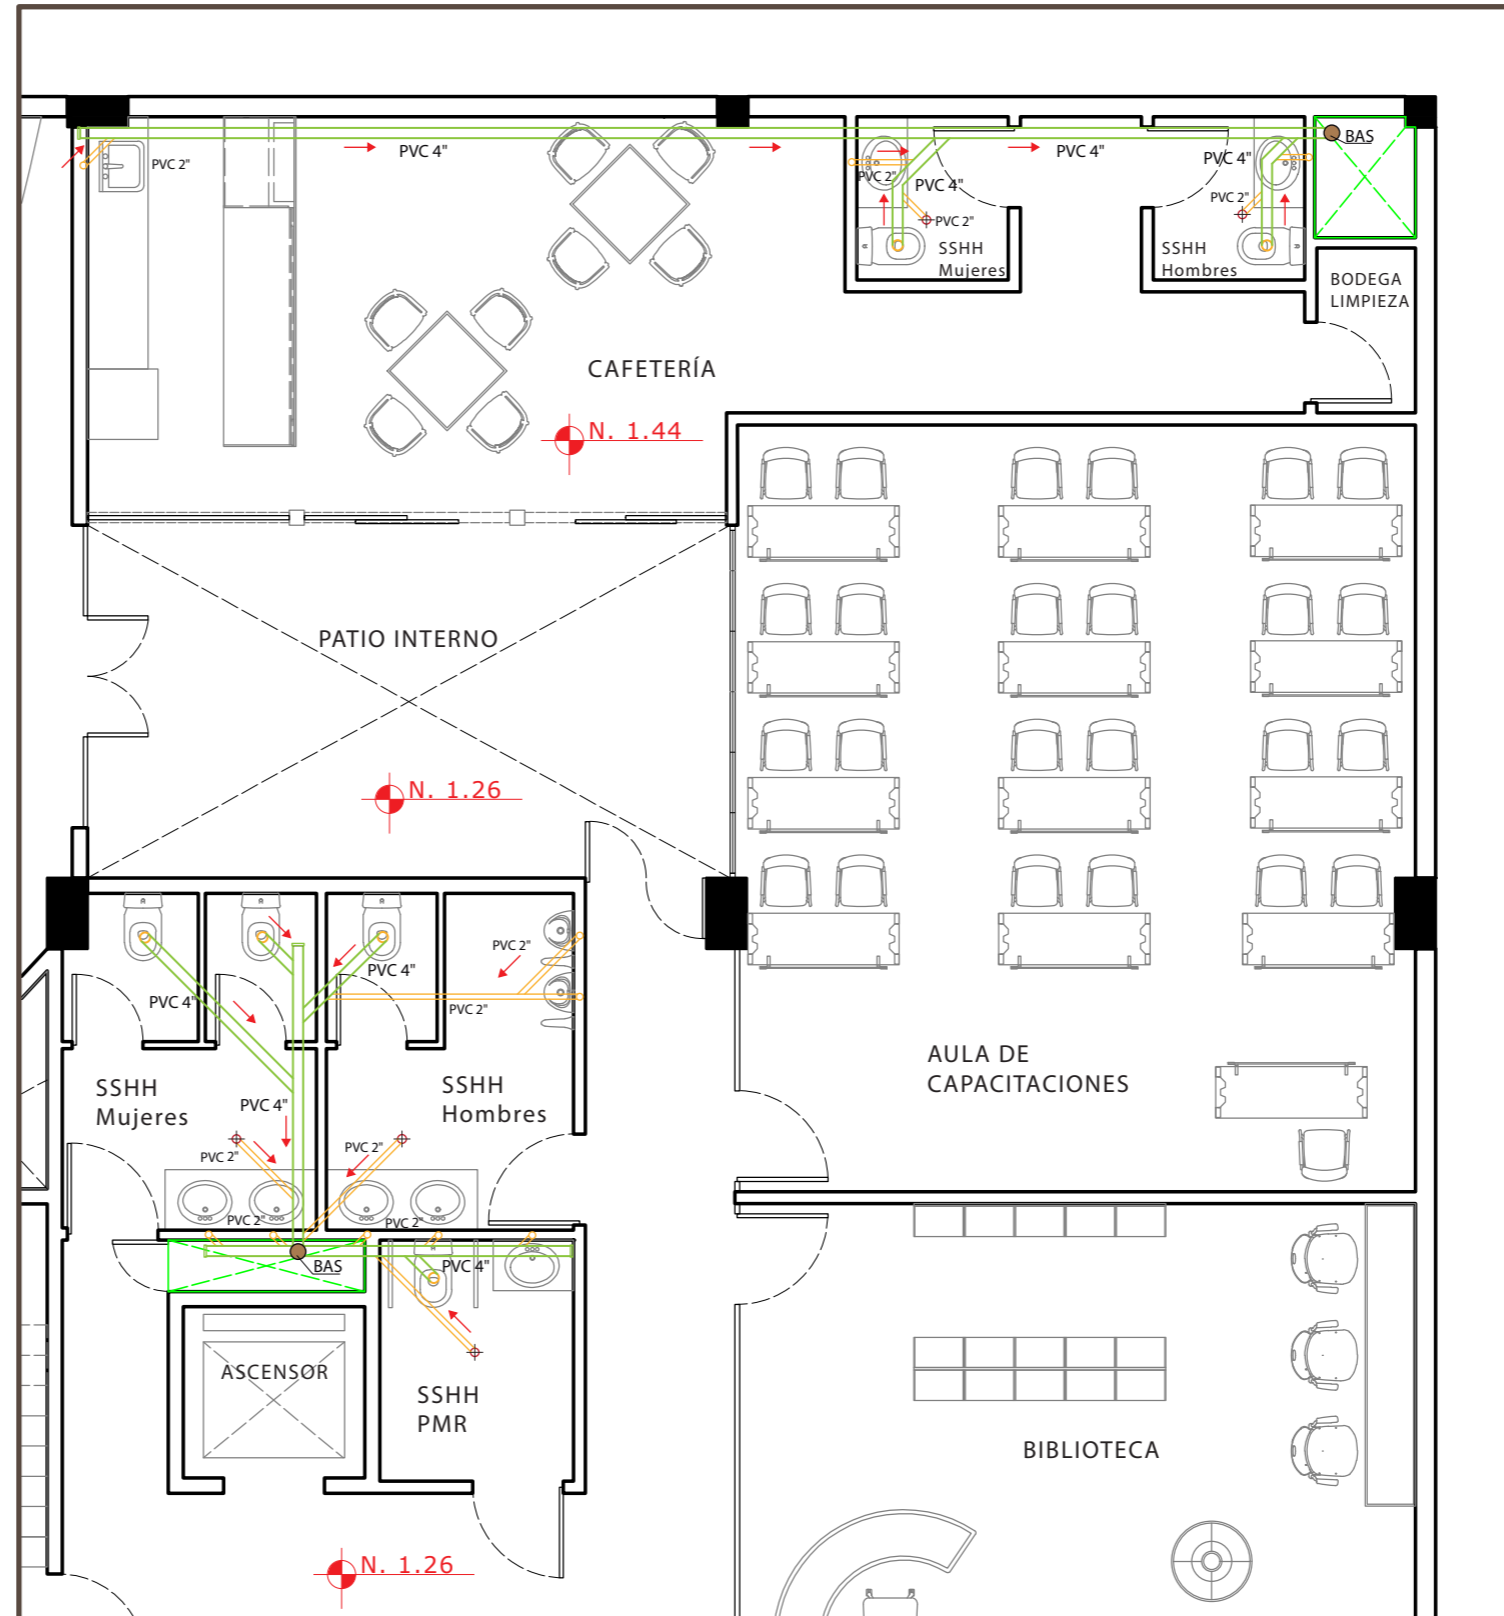 BAS
PVC 4"
PVC 4"
PVC 4"
PVC 2"
PVC 2"
PVC 4"
PVC 2"
PVC 2"
SSHH
Mujeres
SSHH
Hombres
BODEGA
LIMPIEZA
CAFETERÍA
N. 1.44
PATIO INTERNO
N. 1.26
PVC 2"
PVC 4"
PVC 4"
PVC 2"
AULA DE
CAPACITACIONES
SSHH
Mujeres
SSHH
Hombres
PVC 4"
PVC 2"
PVC 2"
PVC 2"
PVC 2"
BAS
PVC 4"
ASCENSOR
SSHH
PMR
BIBLIOTECA
N. 1.26